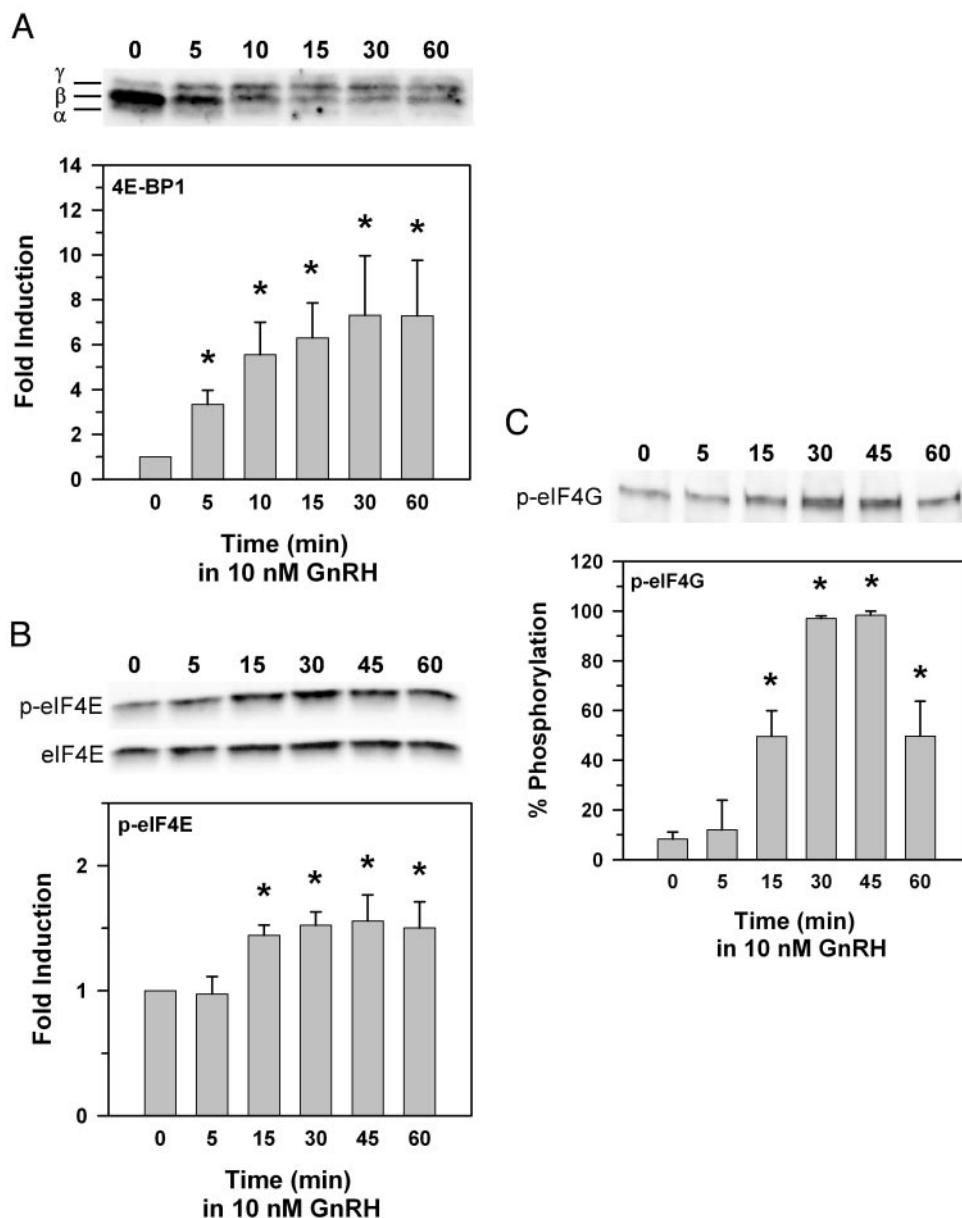 A
0 5 10 15 30 60
γ
β
α
14
12
10
8
6
4
2
0
Fold Induction
4E-BP1
* * * * *
0 5 10 15 30 60
Time (min)
in 10 nM GnRH
B
0 5 15 30 45 60
p-eIF4E
eIF4E
2
1
0
Fold Induction
p-eIF4E
* * * *
0 5 15 30 45 60
Time (min)
in 10 nM GnRH
C
0 5 15 30 45 60
p-eIF4G
120
100
80
60
40
20
0
% Phosphorylation
p-eIF4G
* * * *
0 5 15 30 45 60
Time (min)
in 10 nM GnRH